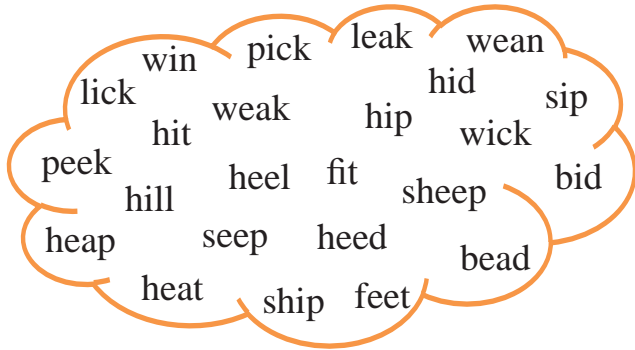 win pick leak wean
lick weak hid sip
hit hip wick
peek heel fit bid
hill sheep
heap seep heed bead
heat ship feet